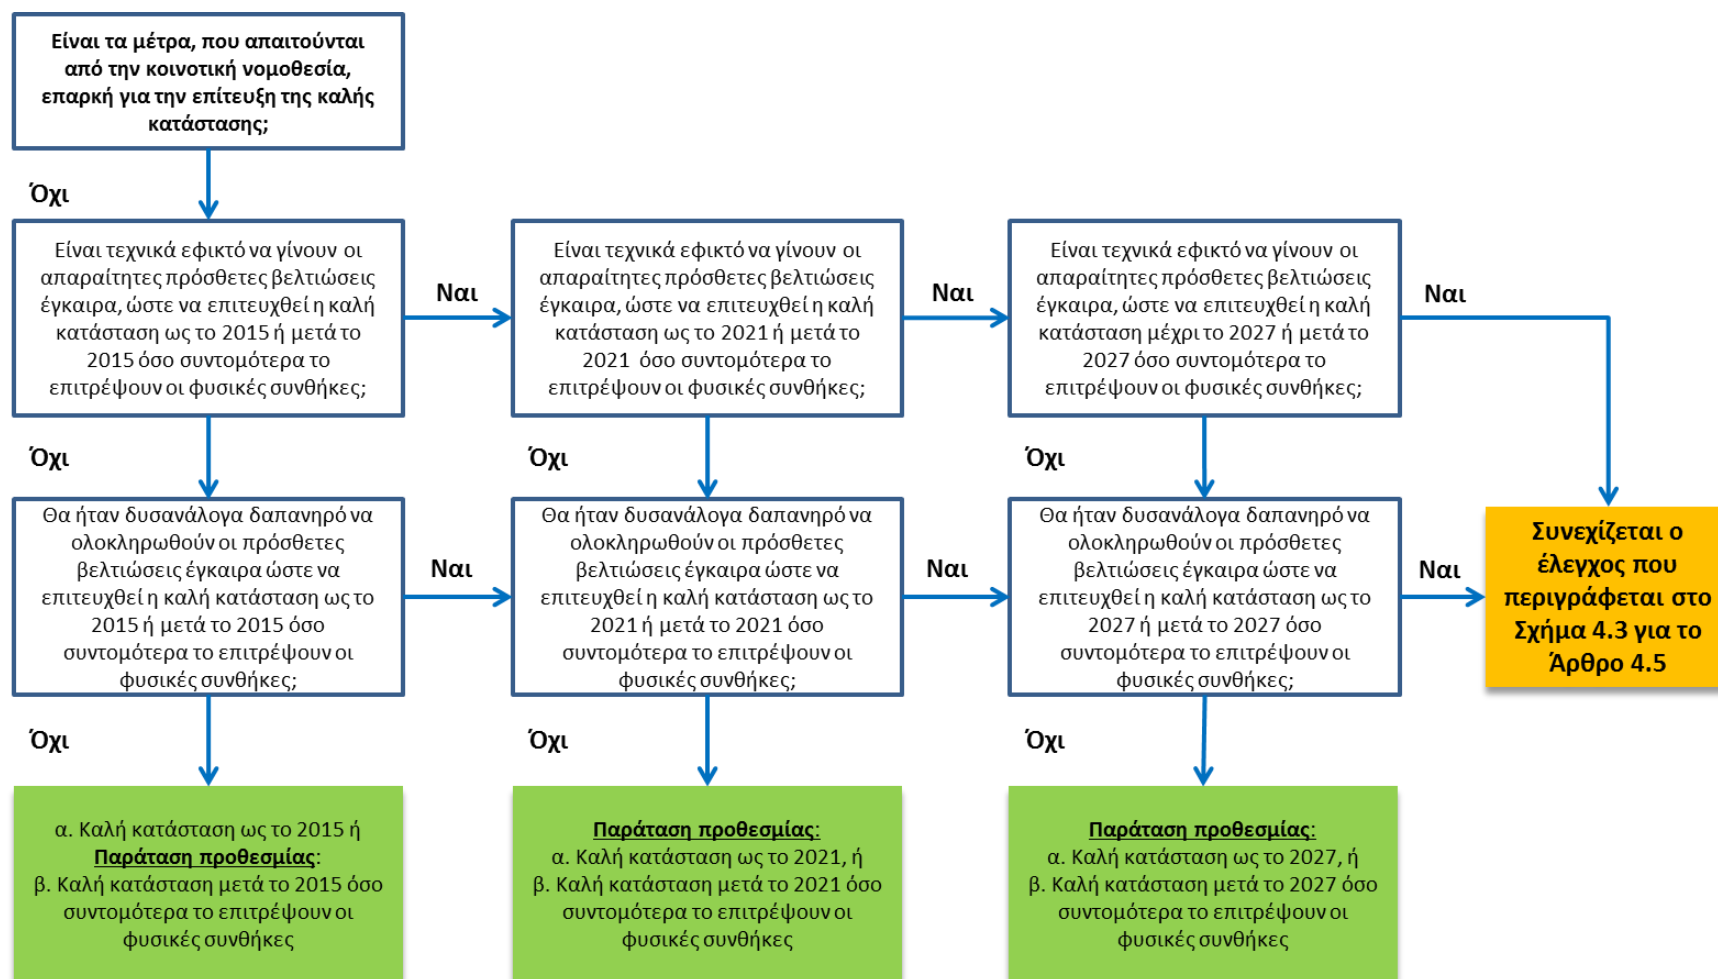 Είναι τα μέτρα, που απαιτούνται
από την κοινοτική νομοθεσία,
επαρκή για την επίτευξη της καλής
κατάστασης;
Όχι
Είναι τεχνικά εφικτό να γίνουν οι
απαραίτητες πρόσθετες βελτιώσεις
έγκαιρα, ώστε να επιτευχθεί η καλή
κατάσταση ως το 2015 ή μετά το
2015 όσο συντομότερα το
επιτρέψουν οι φυσικές συνθήκες;
Ναι
Είναι τεχνικά εφικτό να γίνουν οι
απαραίτητες πρόσθετες βελτιώσεις
έγκαιρα, ώστε να επιτευχθεί η καλή
κατάσταση ως το 2021 ή μετά το
2021 όσο συντομότερα το
επιτρέψουν οι φυσικές συνθήκες;
Ναι
Είναι τεχνικά εφικτό να γίνουν οι
απαραίτητες πρόσθετες βελτιώσεις
έγκαιρα, ώστε να επιτευχθεί η καλή
κατάσταση μέχρι το 2027 ή μετά το
2027 όσο συντομότερα το
επιτρέψουν οι φυσικές συνθήκες;
Ναι
Όχι
Όχι
Όχι
Θα ήταν δυσανάλογα δαπανηρό να
ολοκληρωθούν οι πρόσθετες
βελτιώσεις έγκαιρα ώστε να
επιτευχθεί η καλή κατάσταση ως το
2015 ή μετά το 2015 όσο
συντομότερα το επιτρέψουν οι
φυσικές συνθήκες;
Ναι
Θα ήταν δυσανάλογα δαπανηρό να
ολοκληρωθούν οι πρόσθετες
βελτιώσεις έγκαιρα ώστε να
επιτευχθεί η καλή κατάσταση ως το
2021 ή μετά το 2021 όσο
συντομότερα το επιτρέψουν οι
φυσικές συνθήκες;
Ναι
Θα ήταν δυσανάλογα δαπανηρό να
ολοκληρωθούν οι πρόσθετες
βελτιώσεις έγκαιρα ώστε να
επιτευχθεί η καλή κατάσταση ως το
2027 ή μετά το 2027 όσο
συντομότερα το επιτρέψουν οι
φυσικές συνθήκες;
Ναι
Συνεχίζεται ο
έλεγχος που
περιγράφεται στο
Σχήμα 4.3 για το
Άρθρο 4.5
Όχι
Όχι
Όχι
α. Καλή κατάσταση ως το 2015 ή
Παράταση προθεσμίας:
β. Καλή κατάσταση μετά το 2015 όσο
συντομότερα το επιτρέψουν οι
φυσικές συνθήκες
Παράταση προθεσμίας:
α. Καλή κατάσταση ως το 2021, ή
β. Καλή κατάσταση μετά το 2021 όσο
συντομότερα το επιτρέψουν οι
φυσικές συνθήκες
Παράταση προθεσμίας:
α. Καλή κατάσταση ως το 2027, ή
β. Καλή κατάσταση μετά το 2027 όσο
συντομότερα το επιτρέψουν οι
φυσικές συνθήκες